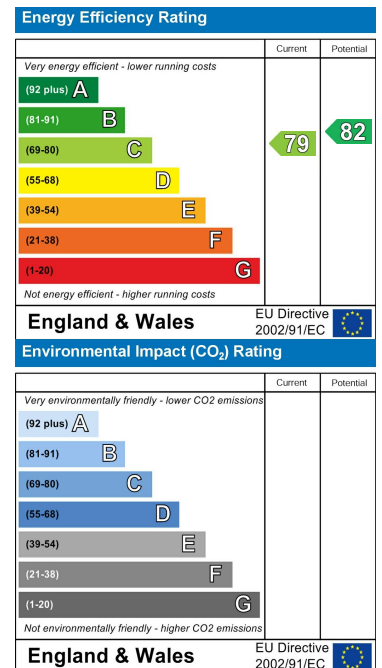 Energy Efficiency Rating
Current Potential
Very energy efficient - lower running costs
(92 plus) A
(81-91) B
(69-80) C
(55-68) D
(39-54) E
(21-38) F
(1-20) G
79
82
Not energy efficient - higher running costs
England & Wales
EU Directive
2002/91/EC
Environmental Impact (CO₂) Rating
Current Potential
Very environmentally friendly - lower CO2 emissions
(92 plus) A
(81-91) B
(69-80) C
(55-68) D
(39-54) E
(21-38) F
(1-20) G
Not environmentally friendly - higher CO2 emissions
England & Wales
EU Directive
2002/91/EC